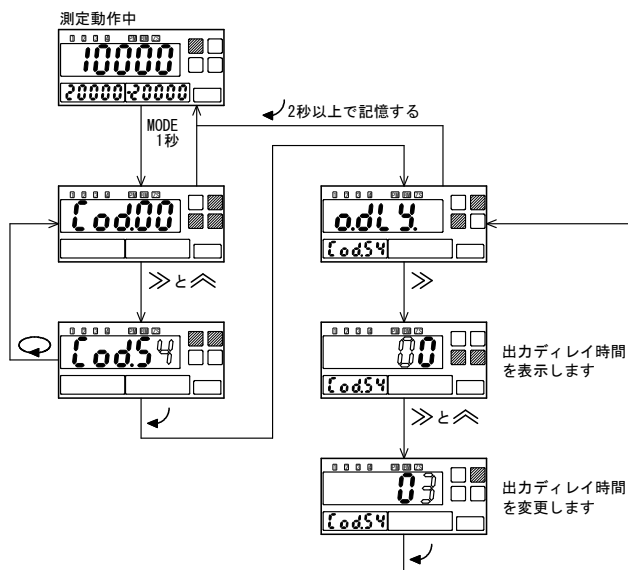 測定動作中
10000
20000 -20000
2秒以上で記憶する
MODE
1秒
Cod.00
≫と︽
Cod.54
o.dLY.
Cod.54
≫
00
Cod.54
出力ディレイ時間
を表示します
≫と︽
03
Cod.54
出力ディレイ時間
を変更します